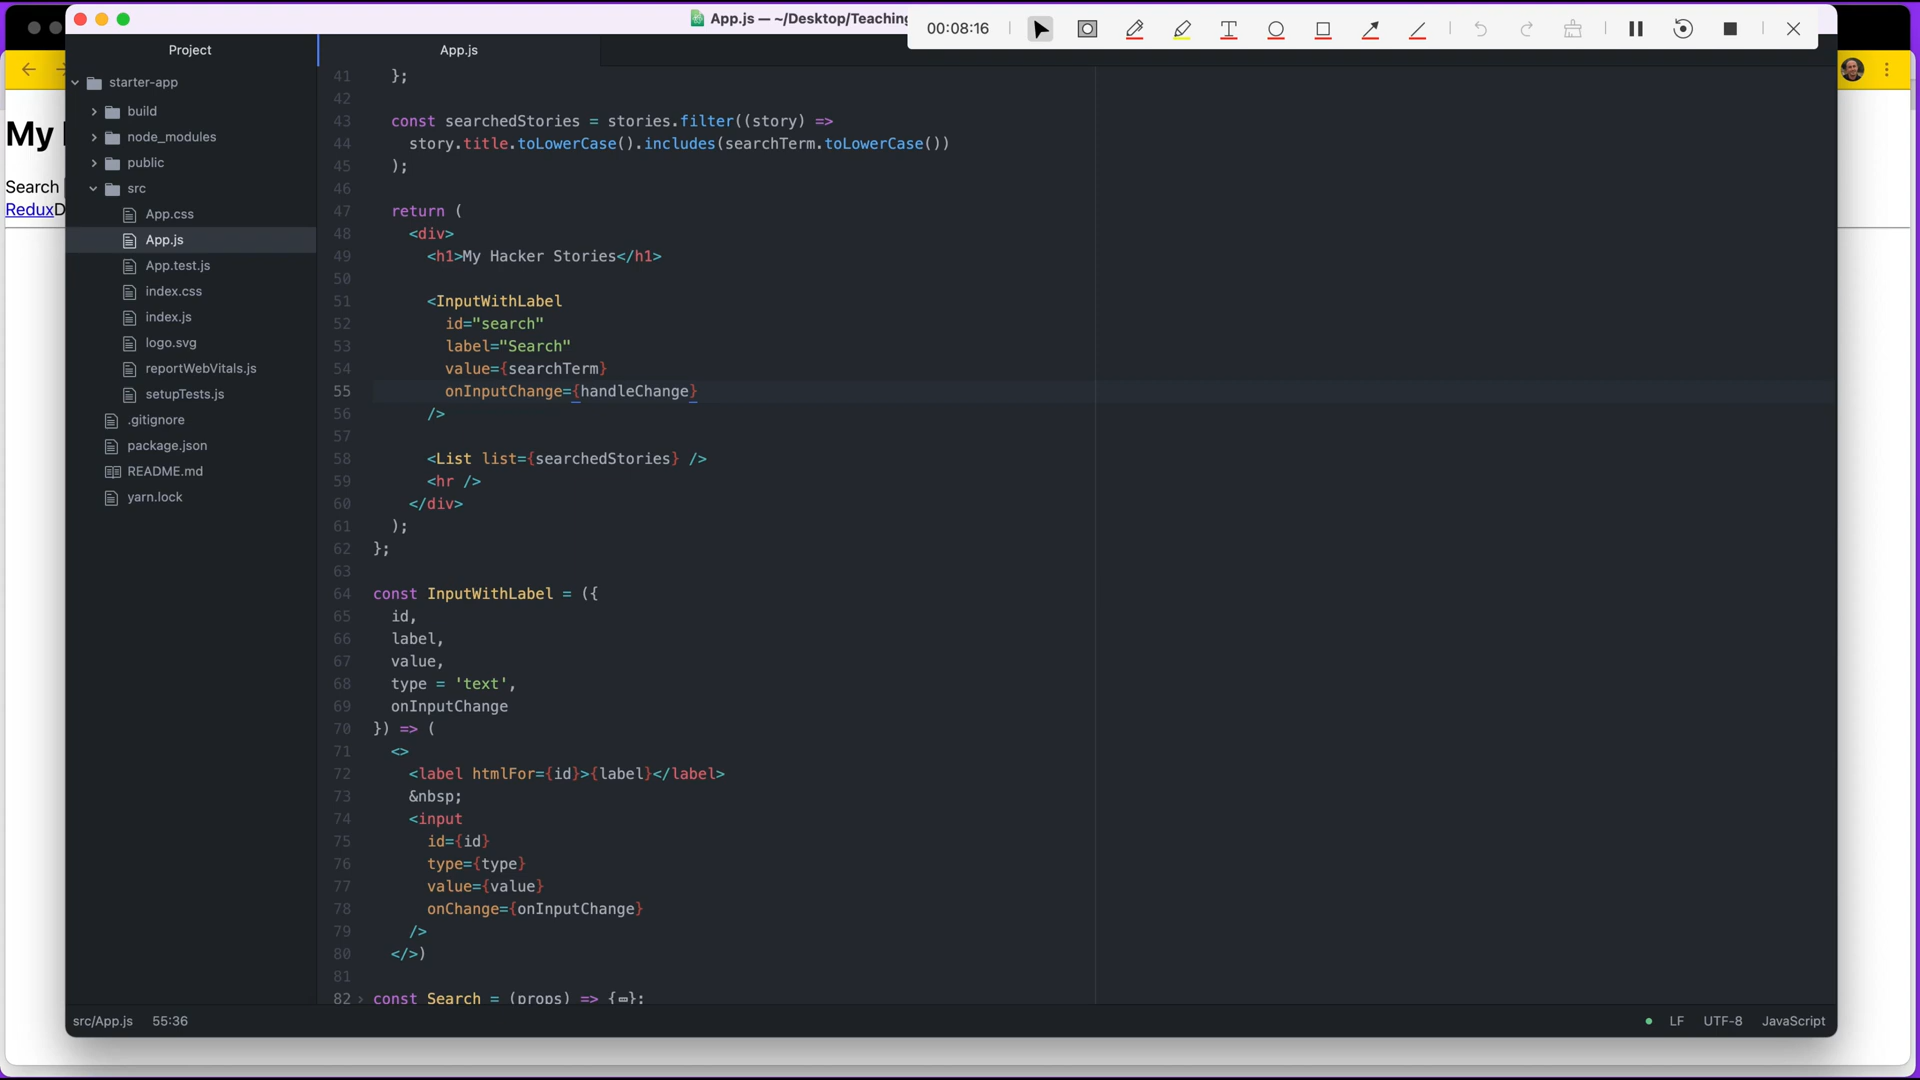 App.js — ~/Desktop/Teaching
00:08:16
Project
App.js
starter-app
build
node_modules
public
src
App.css
App.js
App.test.js
index.css
index.js
logo.svg
reportWebVitals.js
setupTests.js
.gitignore
package.json
README.md
yarn.lock
My
Search
Redux
41 };
42
43 const searchedStories = stories.filter((story) =>
44 story.title.toLowerCase().includes(searchTerm.toLowerCase())
45 );
46
47 return (
48 <div>
49 <h1>My Hacker Stories</h1>
50
51 <InputWithLabel
52 id="search"
53 label="Search"
54 value={searchTerm}
55 onInputChange={handleChange}
56 />
57
58 <List list={searchedStories} />
59 <hr />
60 </div>
61 );
62 };
63
64 const InputWithLabel = ({
65 id,
66 label,
67 value,
68 type = 'text',
69 onInputChange
70 }) => (
71 <>
72 <label htmlFor={id}>{label}</label>
73 &nbsp;
74 <input
75 id={id}
76 type={type}
77 value={value}
78 onChange={onInputChange}
79 />
80 </>)
81
82 const Search = (props) => {…};
src/App.js 55:36
LF UTF-8 JavaScript